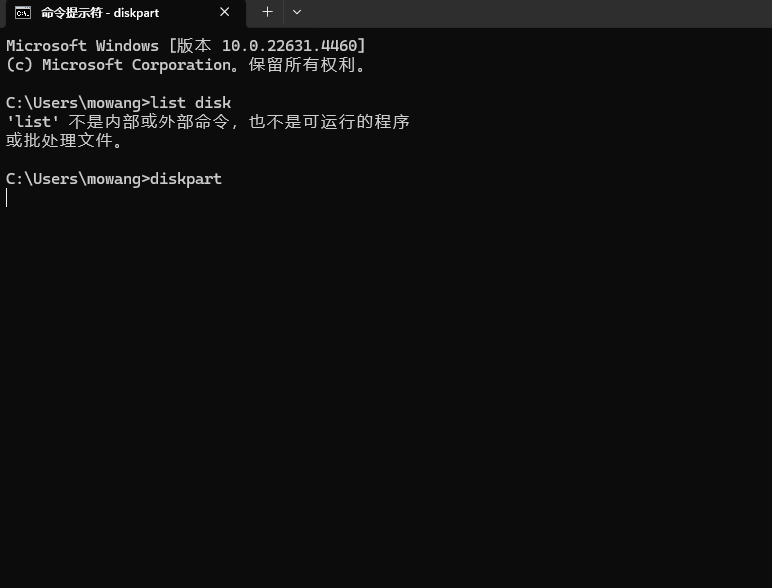 命令提示符 - diskpart
Microsoft Windows [版本 10.0.22631.4460]
(c) Microsoft Corporation。保留所有权利。
C:\Users\mowang>list disk
'list' 不是内部或外部命令，也不是可运行的程序
或批处理文件。
C:\Users\mowang>diskpart